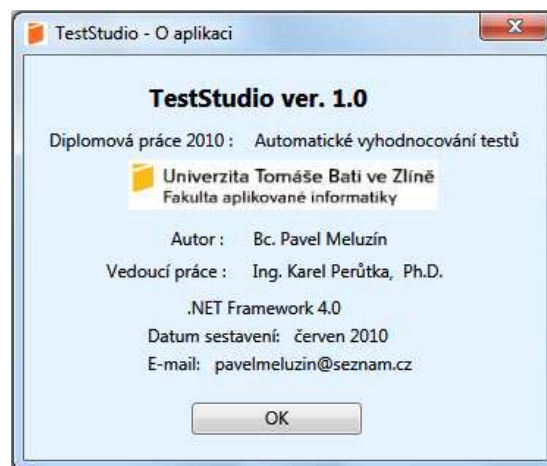 TestStudio - O aplikaci
TestStudio ver. 1.0
Diplomová práce 2010 : Automatické vyhodnocování testů
Univerzita Tomáše Bati ve Zlíně
Fakulta aplikované informatiky
Autor : Bc. Pavel Meluzín
Vedoucí práce : Ing. Karel Perůtka, Ph.D.
.NET Framework 4.0
Datum sestavení: červen 2010
E-mail: pavelmeluzin@seznam.cz
OK